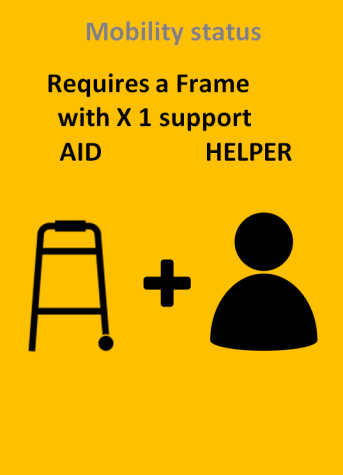 Mobility status
Requires a Frame
with X 1 support
AID HELPER